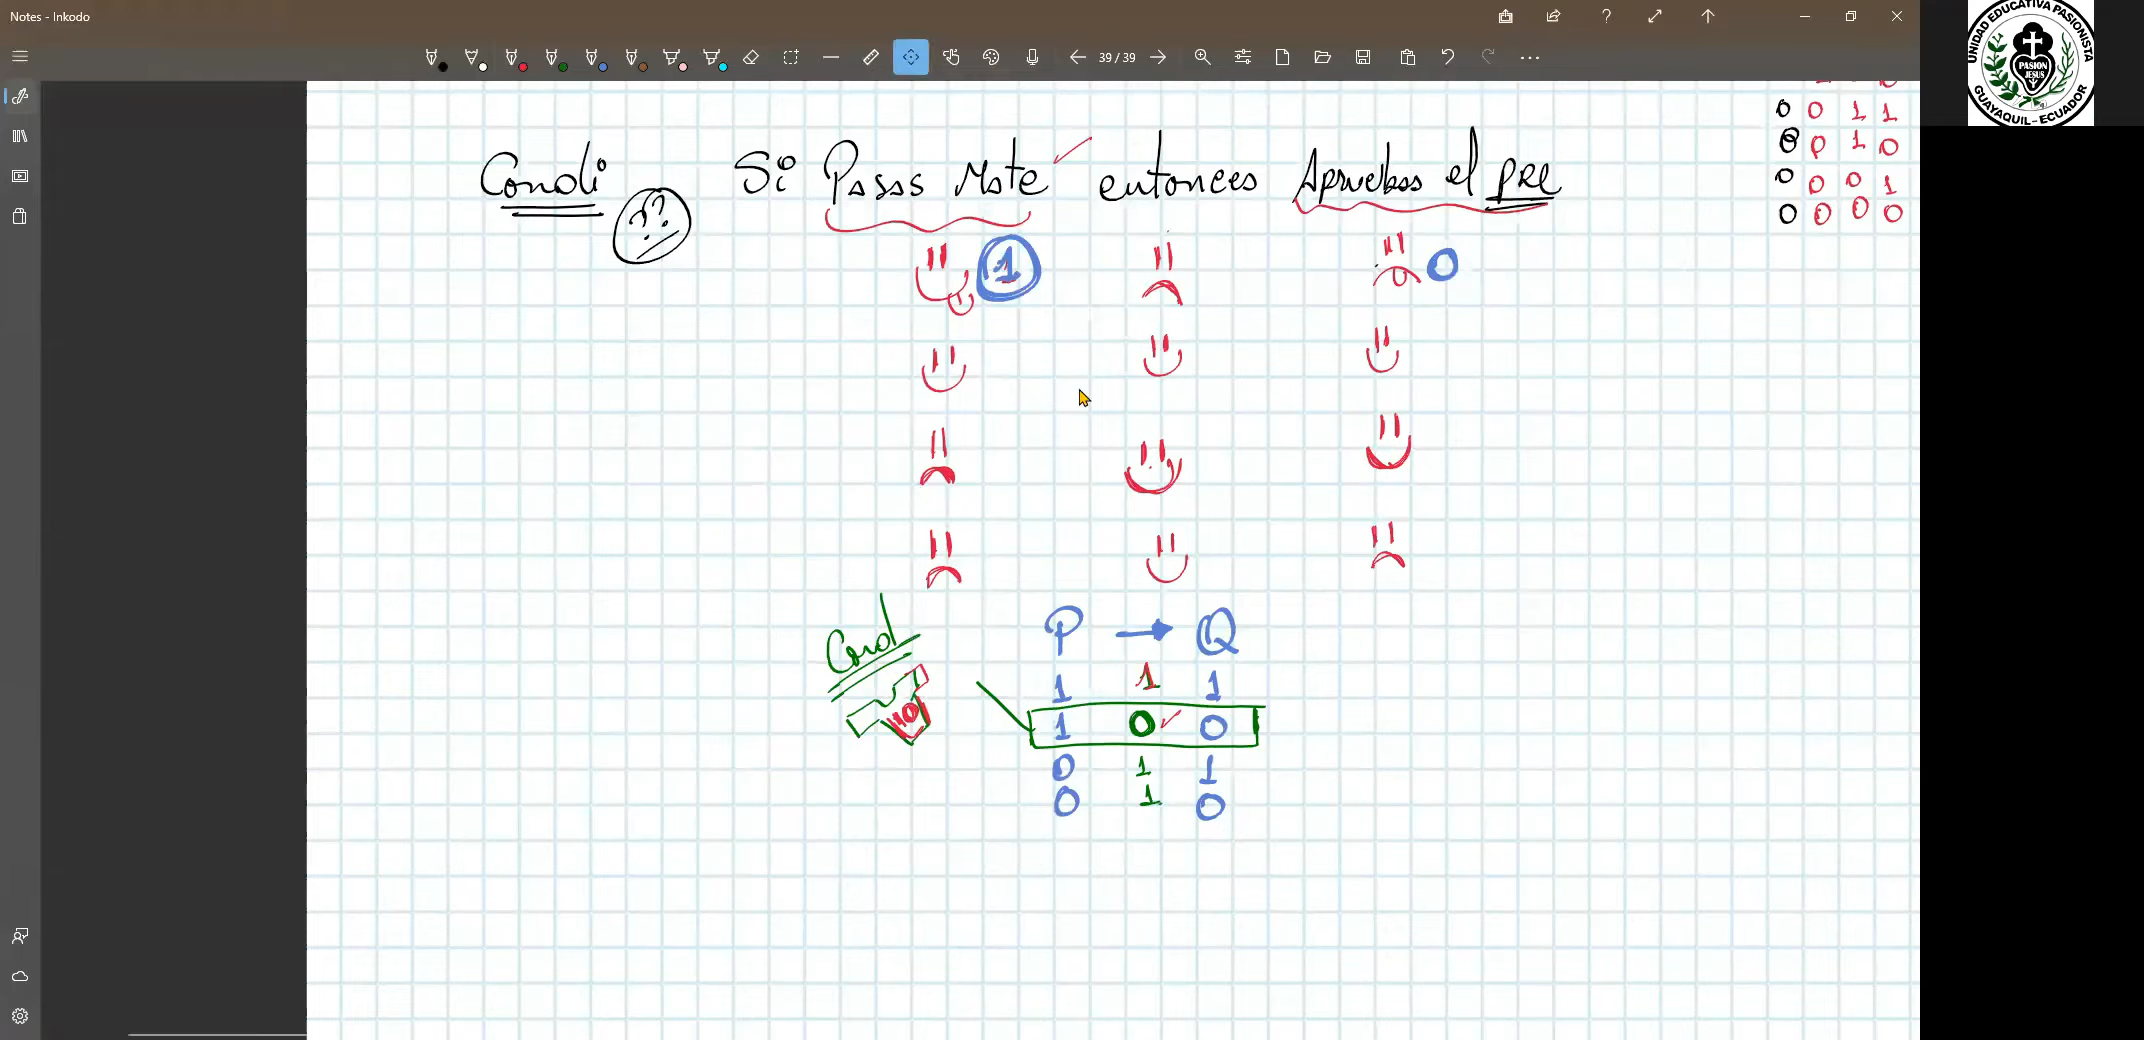 Notes - Inkodo
39 / 39
UNIDAD EDUCATIVA PASIONISTA
PASION
JESUS
GUAYAQUIL-ECUADOR
Condi ?? Si Pasas Mate entonces Apruebas el PRE
0 0 1 1
0 0 1 0
0 0 0 1
0 0 0 0
1 0
Cond P → Q
1 1 1
1 0 0
10
0 1 1
0 1 0